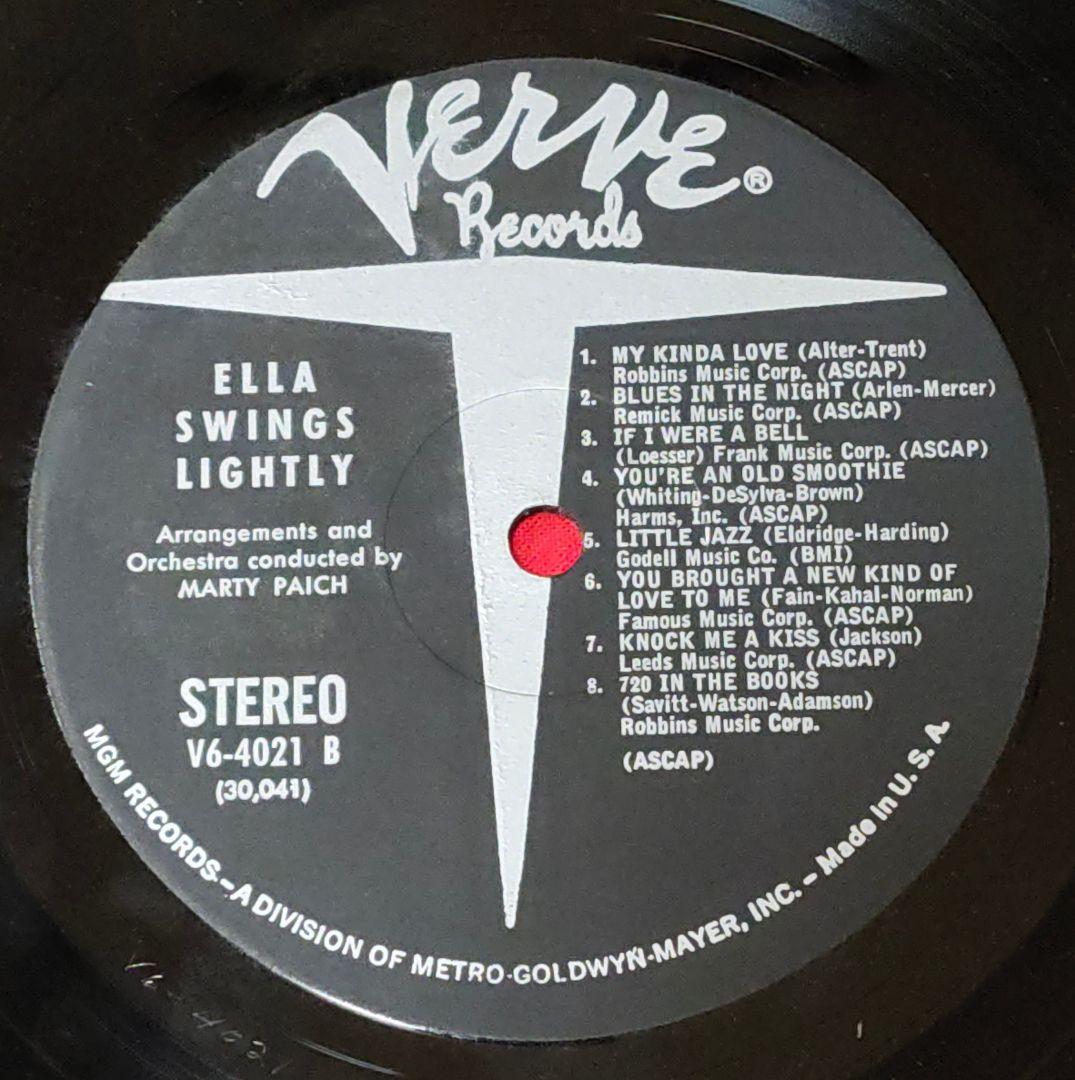 Verve®
Records
ELLA
SWINGS
LIGHTLY
Arrangements and
Orchestra conducted by
MARTY PAICH
STEREO
V6-4021 B
(30,041)
1. MY KINDA LOVE (Alter-Trent)
Robbins Music Corp. (ASCAP)
2. BLUES IN THE NIGHT (Arlen-Mercer)
Remick Music Corp. (ASCAP)
3. IF I WERE A BELL
(Loesser) Frank Music Corp. (ASCAP)
4. YOU'RE AN OLD SMOOTHIE
(Whiting-DeSylva-Brown)
Harms, Inc. (ASCAP)
5. LITTLE JAZZ (Eldridge-Harding)
Godell Music Co. (BMI)
6. YOU BROUGHT A NEW KIND OF
LOVE TO ME (Fain-Kahal-Norman)
Famous Music Corp. (ASCAP)
7. KNOCK ME A KISS (Jackson)
Leeds Music Corp. (ASCAP)
8. 720 IN THE BOOKS
(Savitt-Watson-Adamson)
Robbins Music Corp.
(ASCAP)
MGM RECORDS-A DIVISION OF METRO-GOLDWYN-MAYER, INC. - Made in U. S. A.
V6-4021